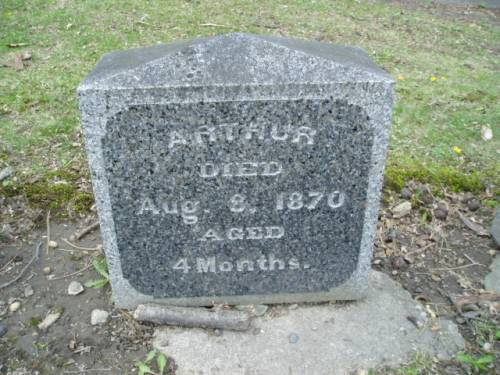 ARTHUR
DIED
Aug. 8, 1870
AGED
4 Months.